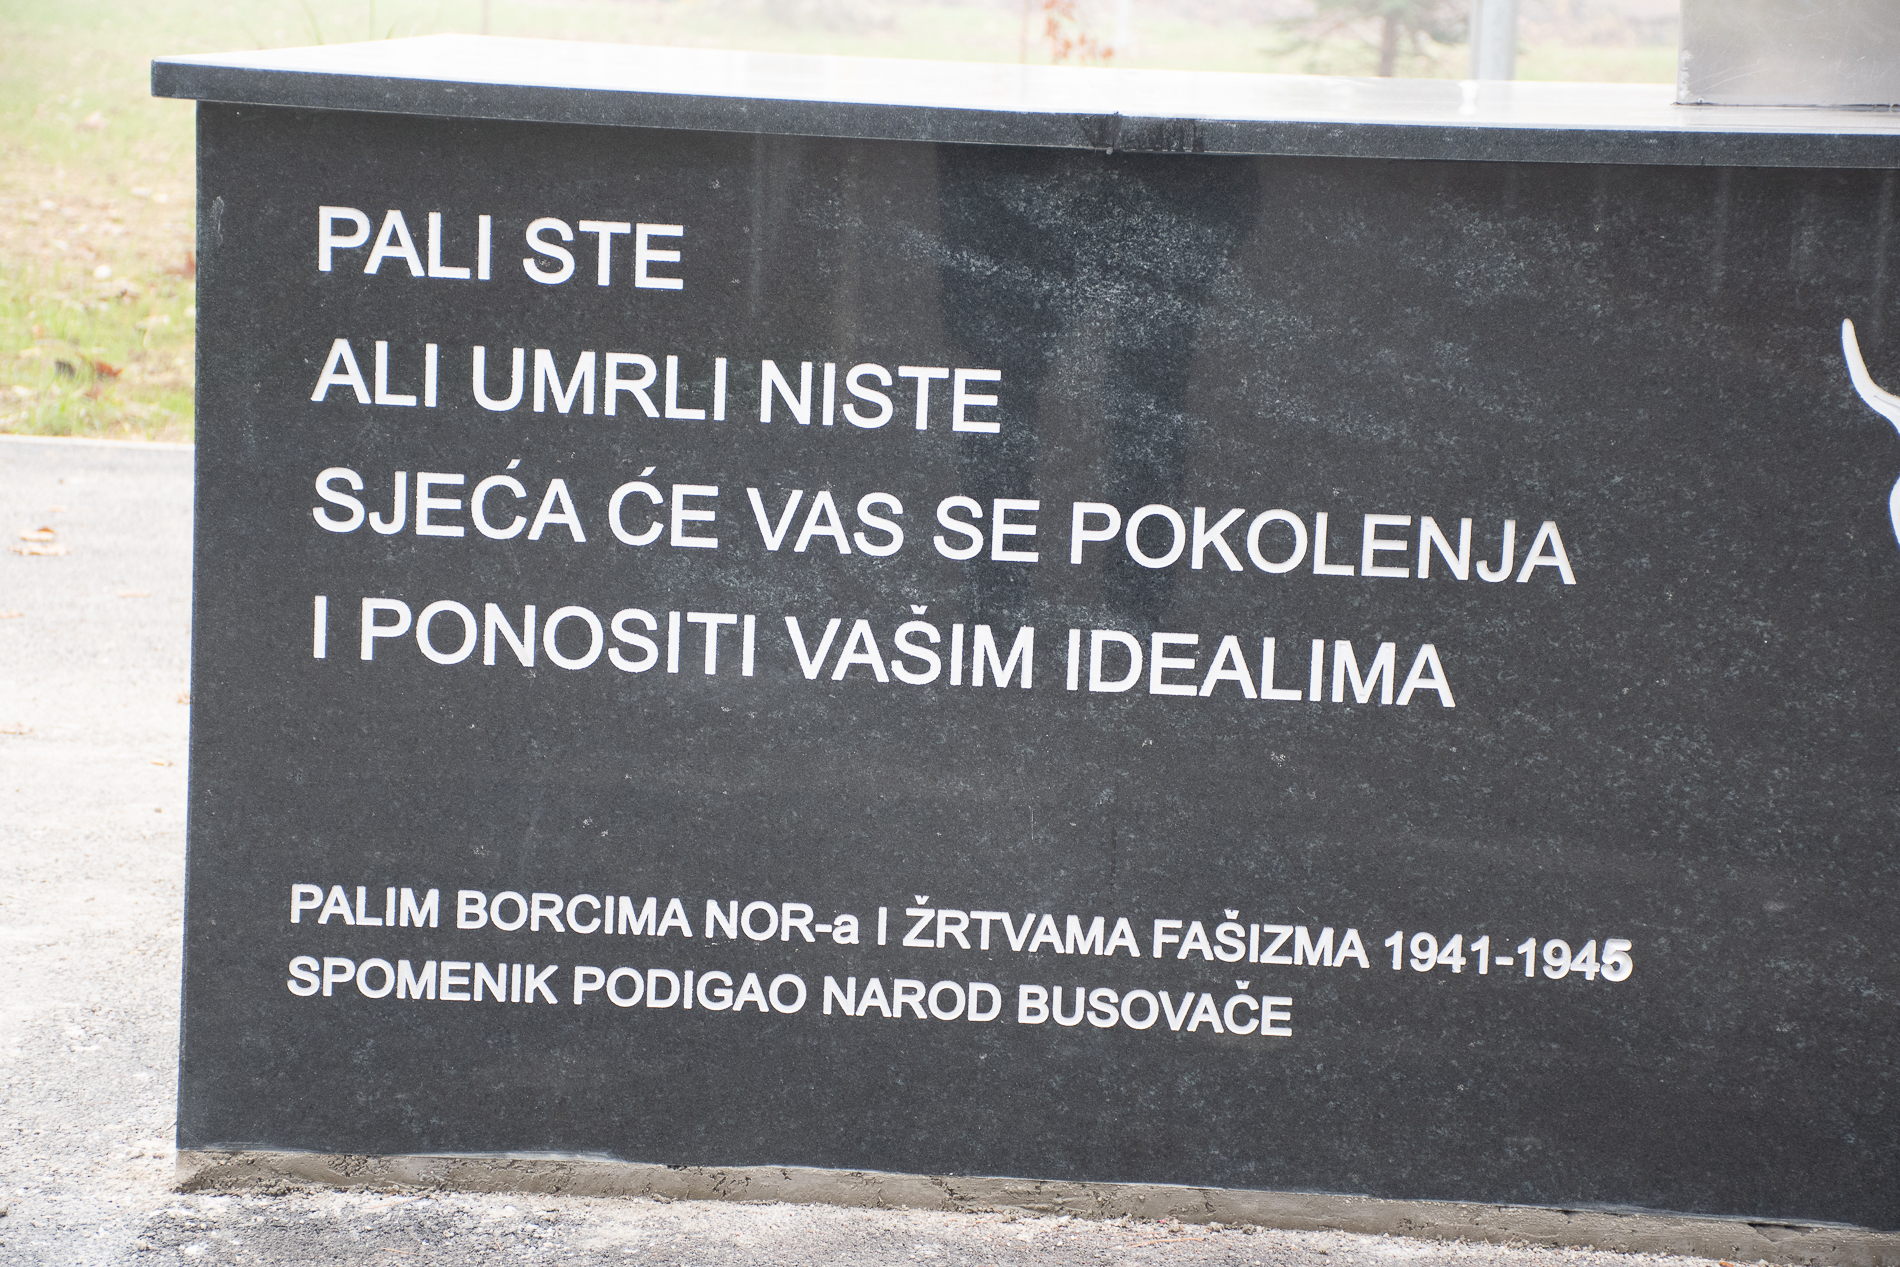 PALI STE
ALI UMRLI NISTE
SJEĆA ĆE VAS SE POKOLENJA
I PONOSITI VAŠIM IDEALIMA
PALIM BORCIMA NOR-a I ŽRTVAMA FAŠIZMA 1941-1945
SPOMENIK PODIGAO NAROD BUSOVAČE